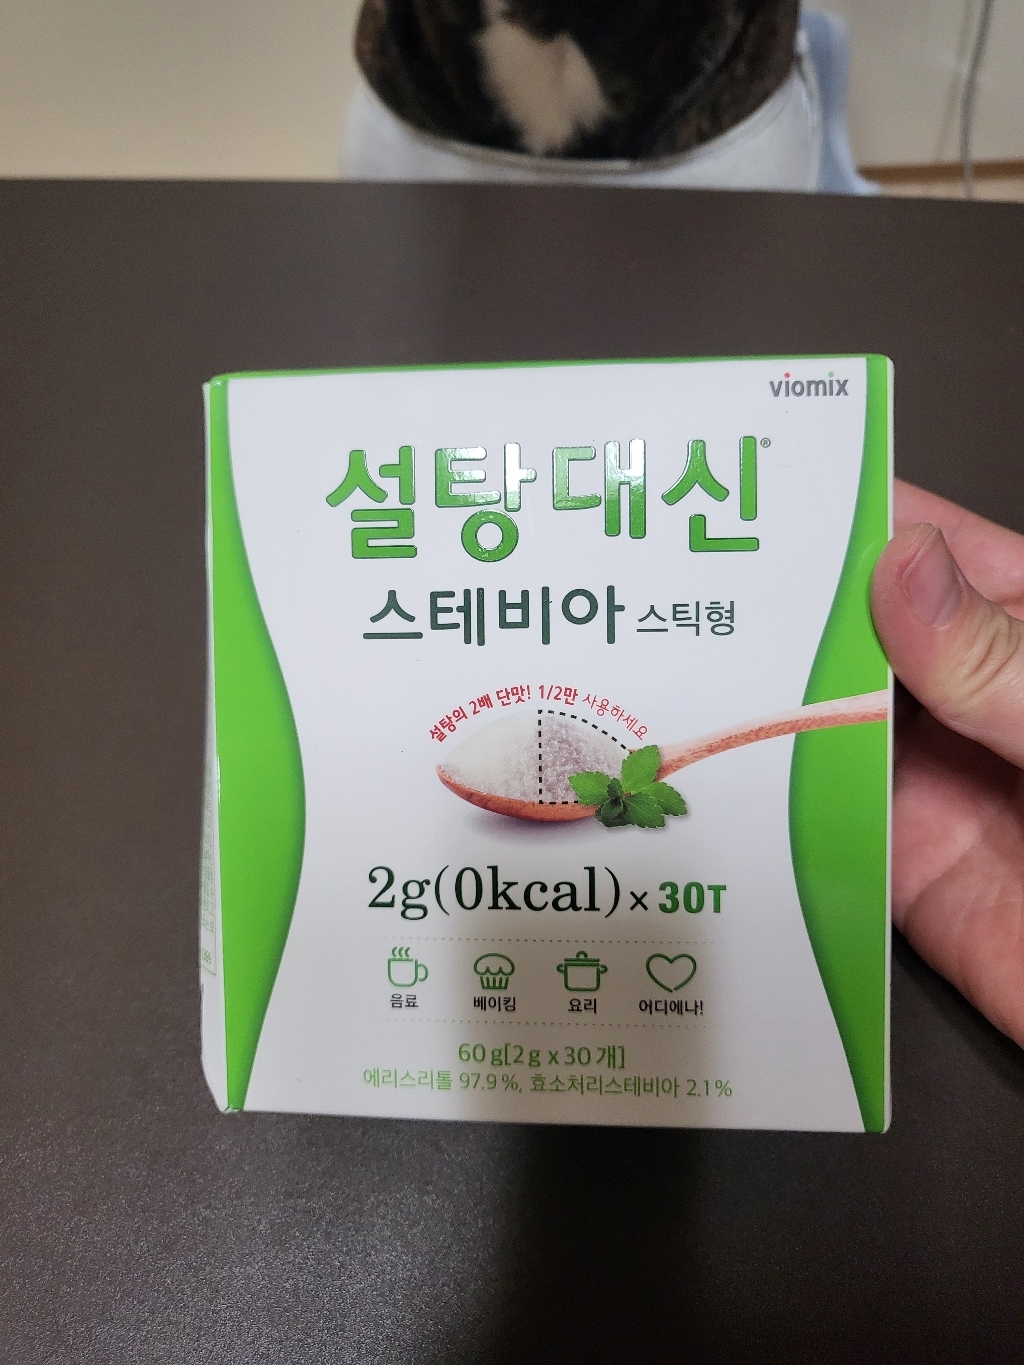 viomix
설탕대신®
스테비아 스틱형
설탕의 2배 단맛! 1/2만 사용하세요
2g(0kcal)×30T
음료 베이킹 요리 어디에나!
60g[2g x 30개]
에리스리톨 97.9%, 효소처리스테비아 2.1%